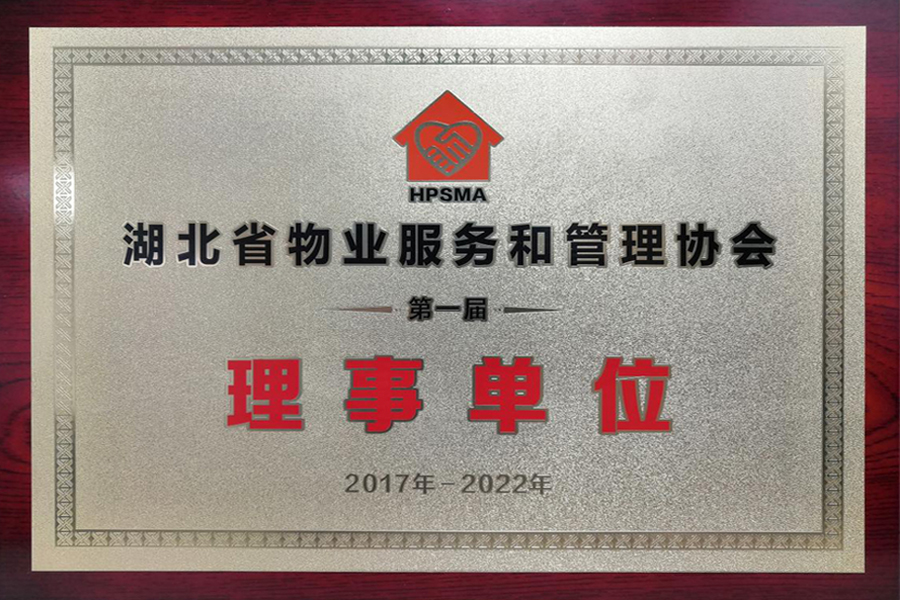 HPSMA
湖北省物业服务和管理协会
第一届
理事单位
2017年-2022年